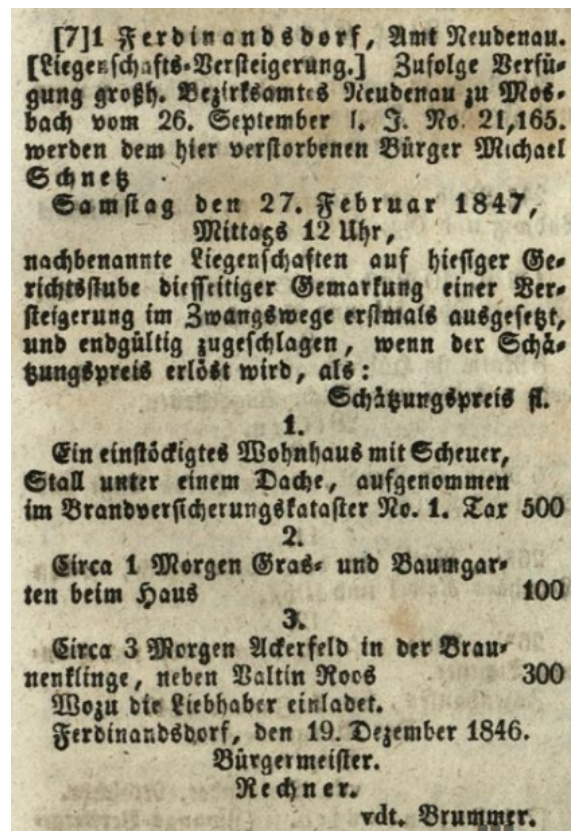 [7]1 Ferdinandsdorf, Amt Neudenau.
[Liegenschafts-Versteigerung.] Zufolge Verfü-
gung großh. Bezirksamtes Neudenau zu Mos-
bach vom 26. September l. J. No. 21,165.
werden dem hier verstorbenen Bürger Michael
Schnetz
Samstag den 27. Februar 1847,
Mittags 12 Uhr,
nachbenannte Liegenschaften auf hiesiger Ge-
richtsstube diesseitiger Gemarkung einer Ver-
steigerung im Zwangswege erstmals ausgesetzt,
und endgültig zugeschlagen, wenn der Schä-
tzungspreis erlöst wird, als:
Schätzungspreis fl.
1.
Ein einstöckigtes Wohnhaus mit Scheuer,
Stall unter einem Dache, aufgenommen
im Brandversicherungskataster No. 1. Tax 500
2.
Circa 1 Morgen Gras- und Baumgar-
ten beim Haus 100
3.
Circa 3 Morgen Ackerfeld in der Brau-
nenklinge, neben Valtin Roos 300
Wozu die Liebhaber einladet.
Ferdinandsdorf, den 19. Dezember 1846.
Bürgermeister.
Rechner.
vdt. Brummer.